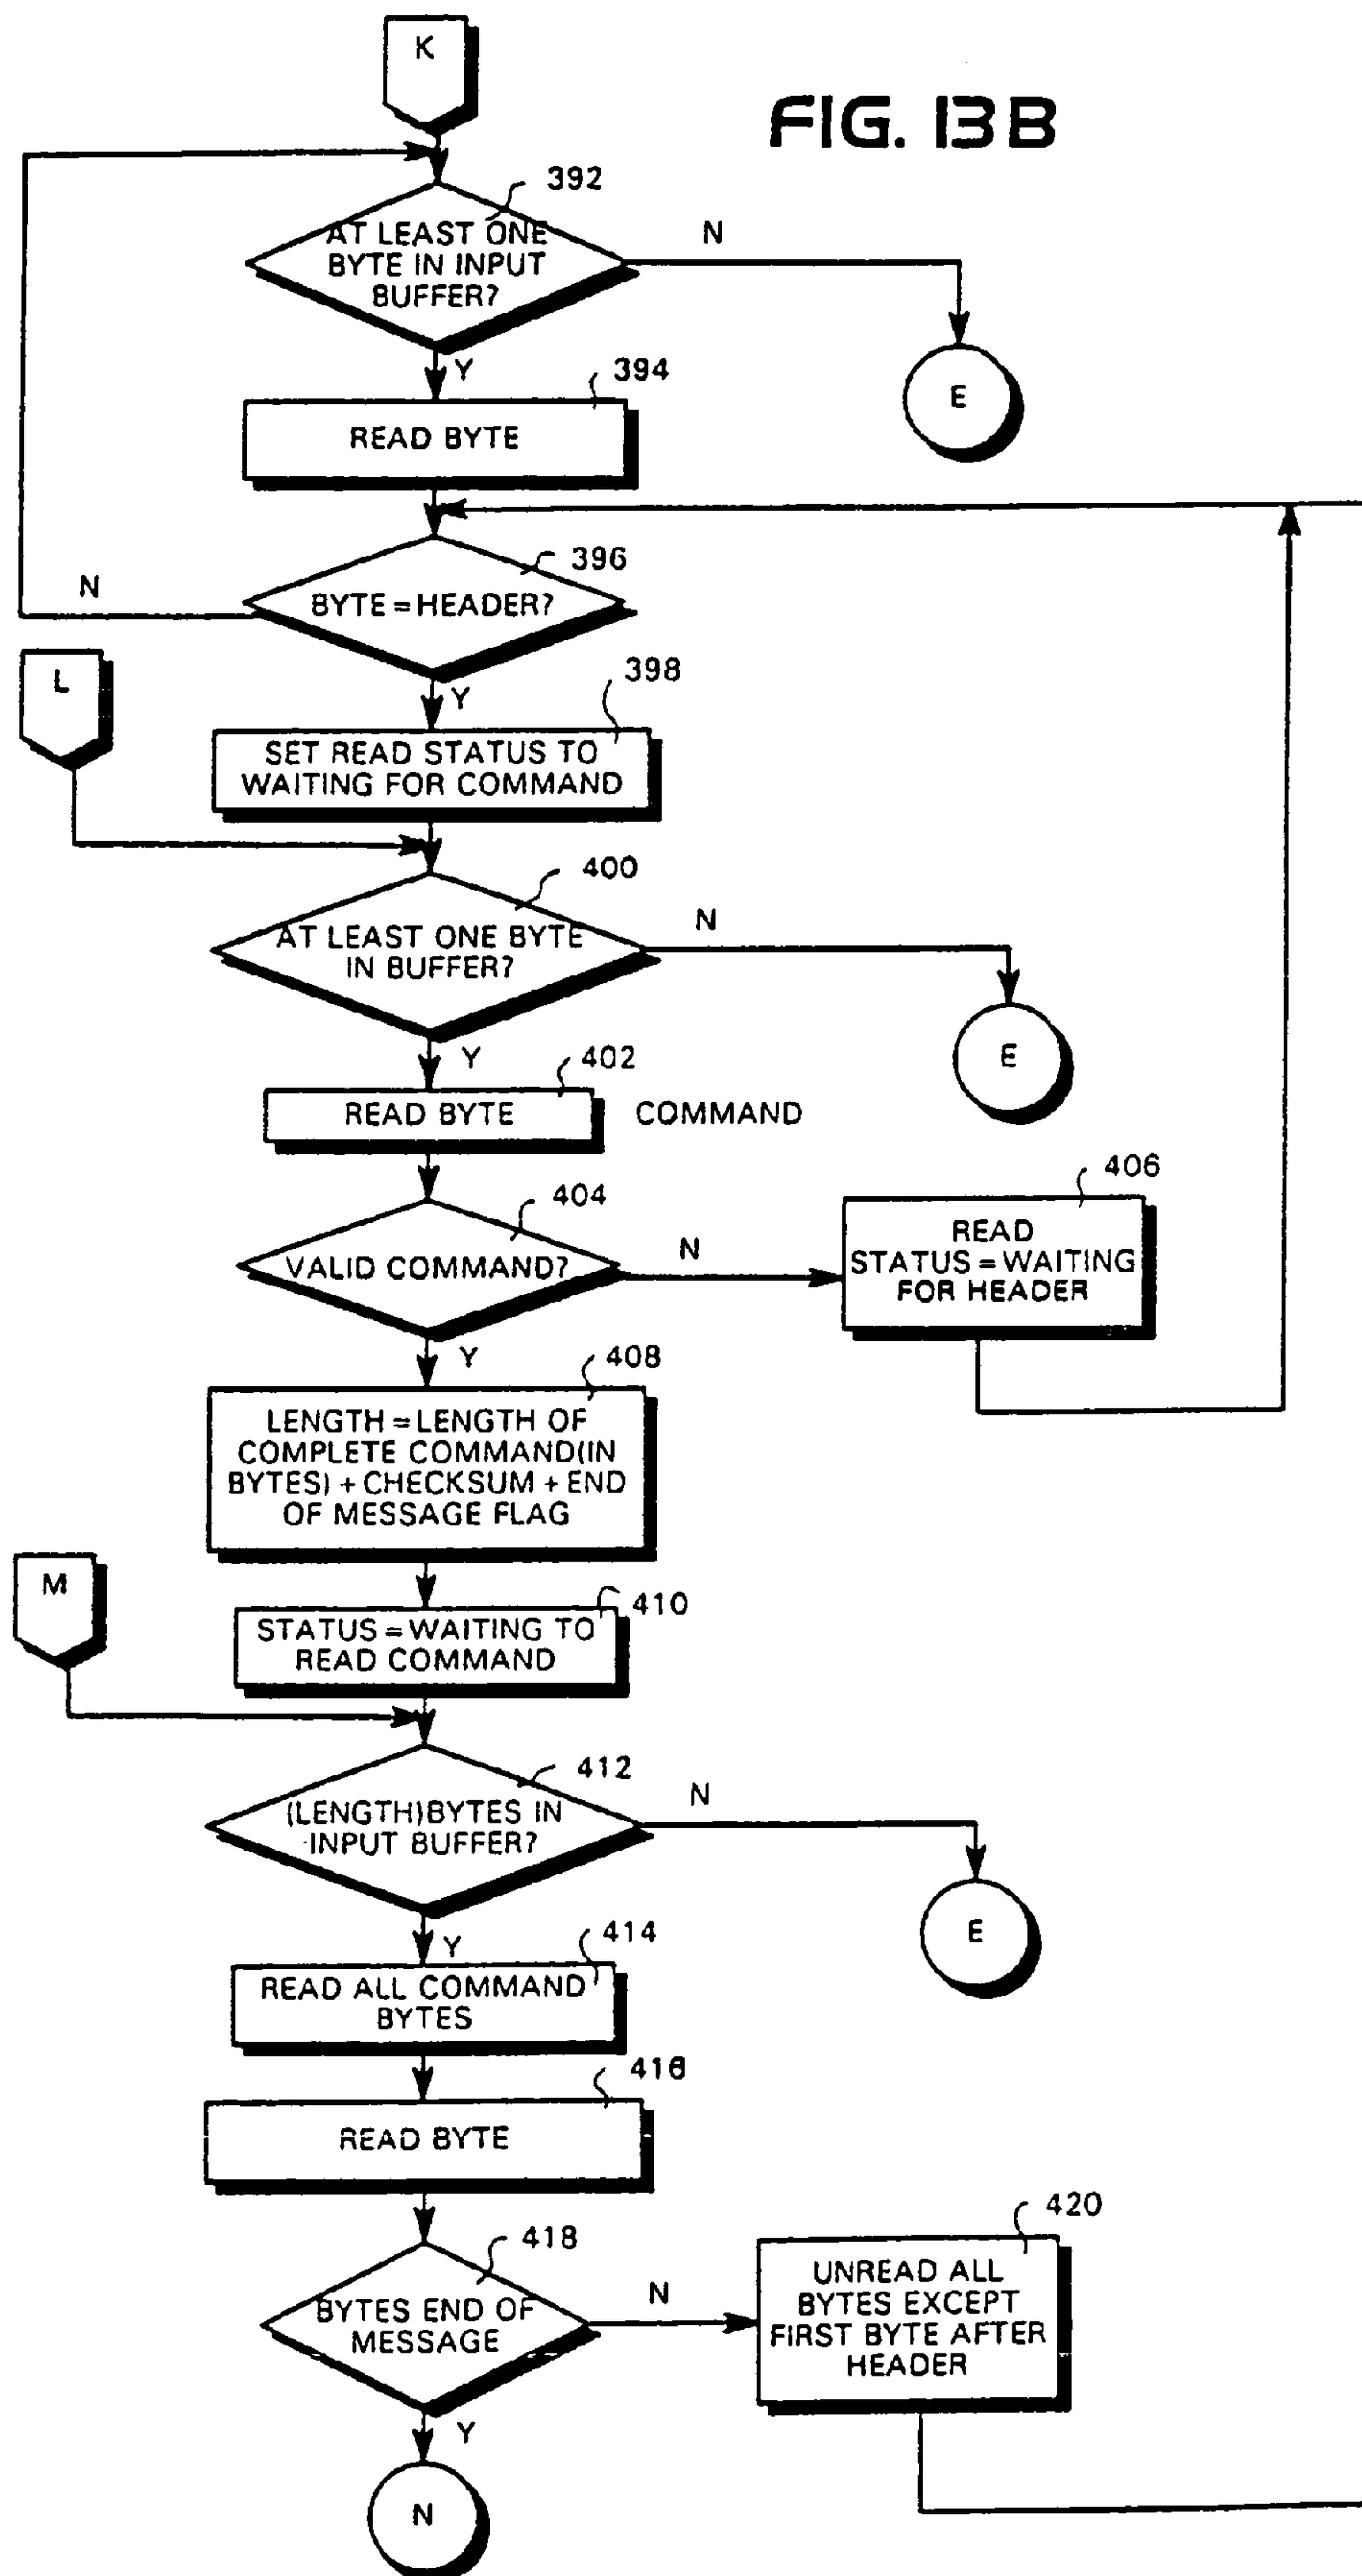 K
FIG. 13B
392
AT LEAST ONE
BYTE IN INPUT
BUFFER?
N
Y
E
394
READ BYTE
396
BYTE = HEADER?
N
Y
L
398
SET READ STATUS TO
WAITING FOR COMMAND
400
AT LEAST ONE BYTE
IN BUFFER?
N
Y
E
402
READ BYTE
COMMAND
404
VALID COMMAND?
N
Y
406
READ
STATUS = WAITING
FOR HEADER
408
LENGTH = LENGTH OF
COMPLETE COMMAND(IN
BYTES) + CHECKSUM + END
OF MESSAGE FLAG
M
410
STATUS = WAITING TO
READ COMMAND
412
(LENGTH)BYTES IN
INPUT BUFFER?
N
Y
E
414
READ ALL COMMAND
BYTES
416
READ BYTE
418
BYTES END OF
MESSAGE
N
Y
420
UNREAD ALL
BYTES EXCEPT
FIRST BYTE AFTER
HEADER
N